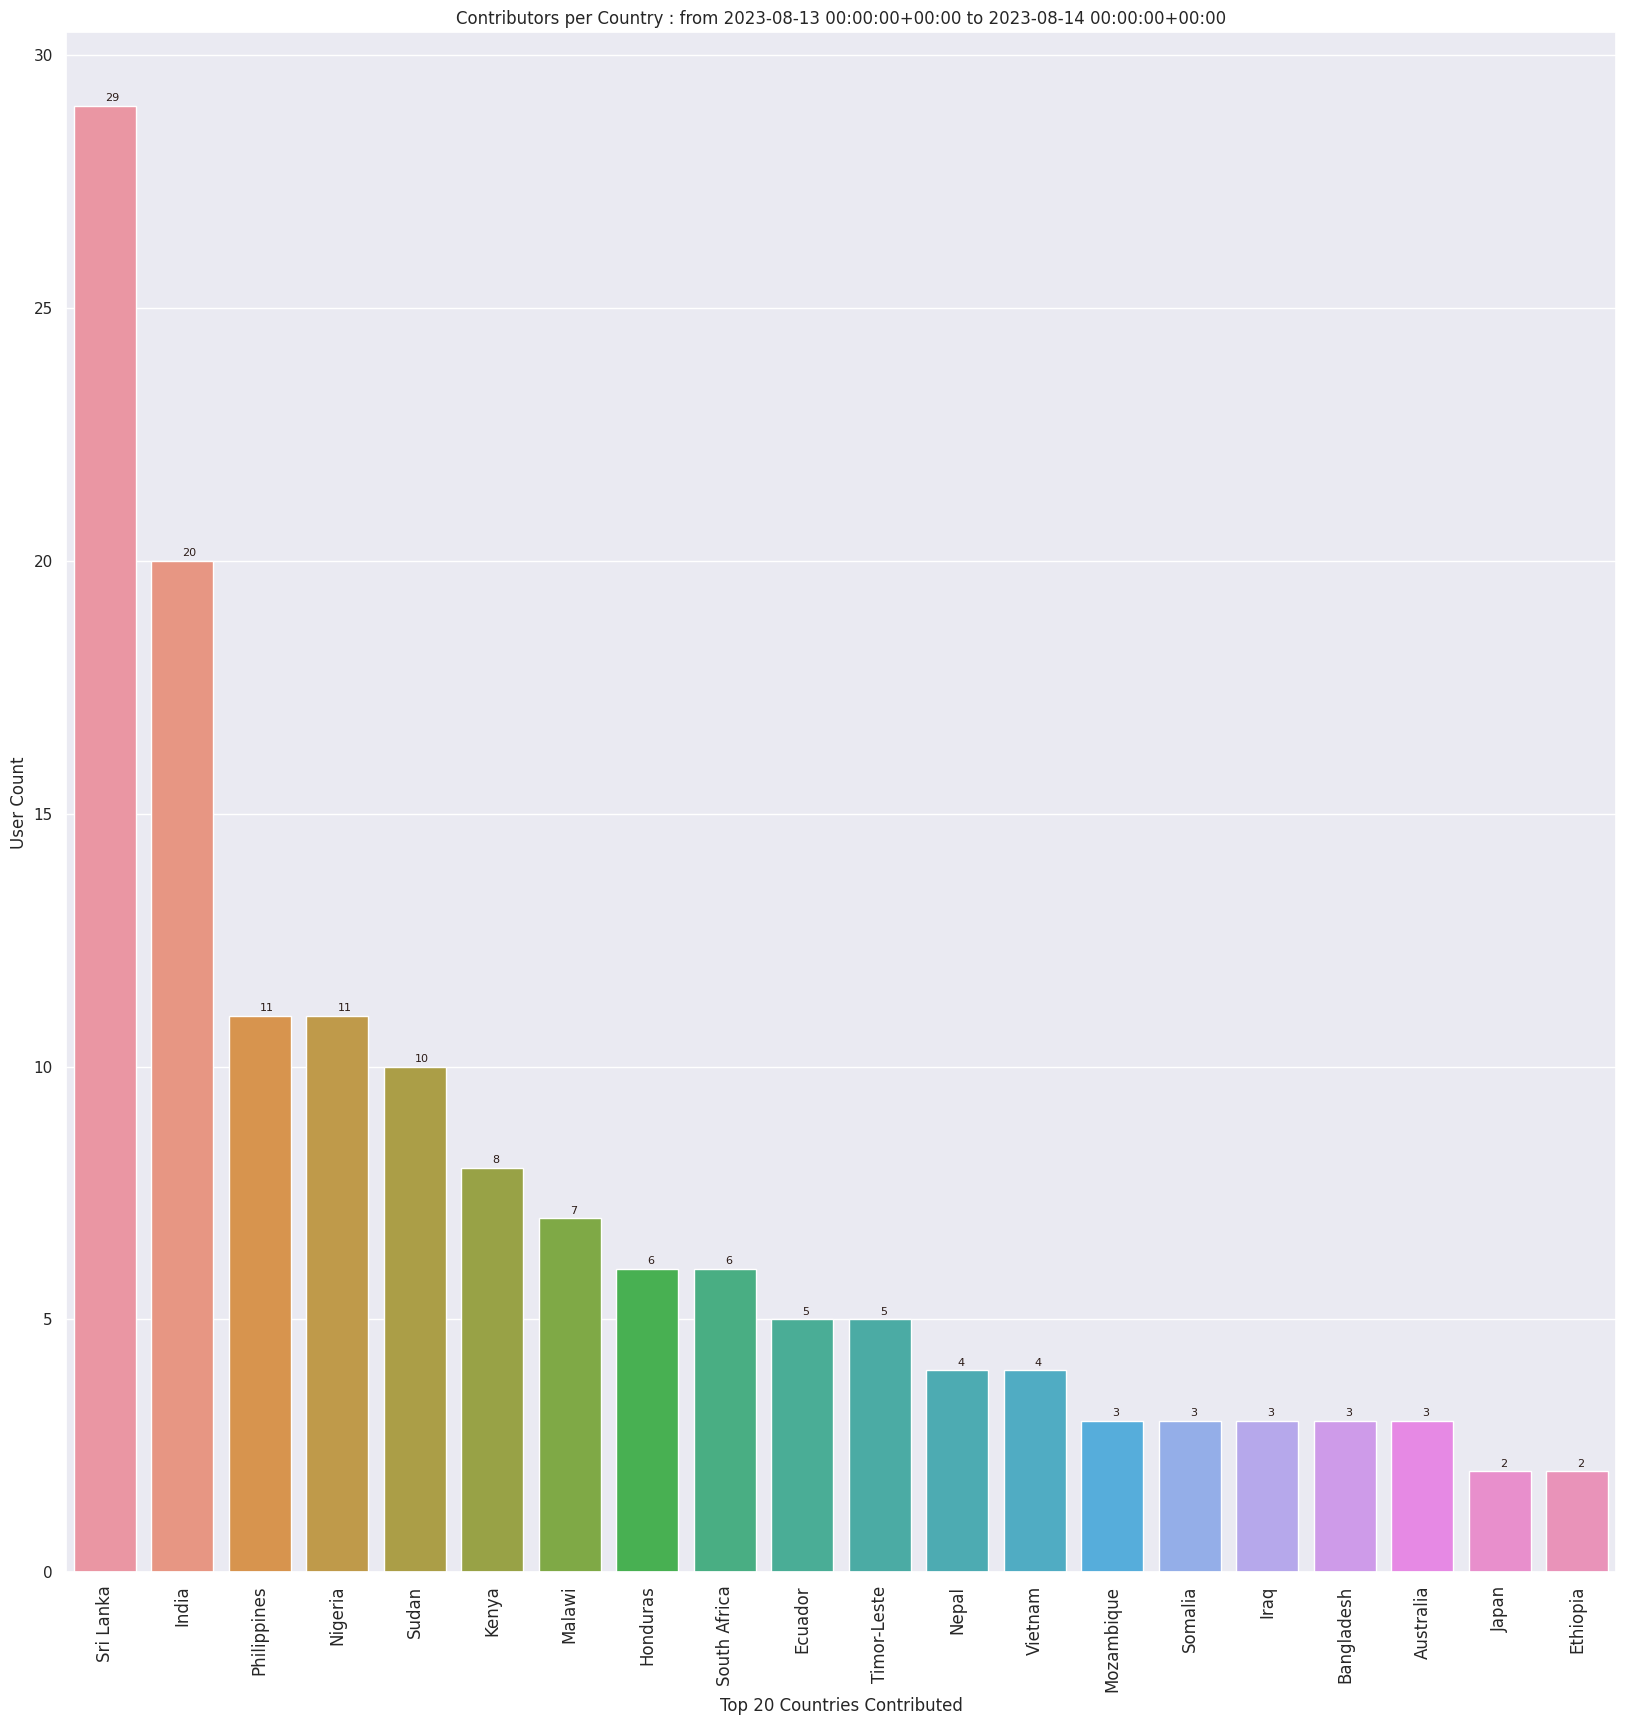 Contributors per Country : from 2023-08-13 00:00:00+00:00 to 2023-08-14 00:00:00+00:00
30
25
20
15
10
5
0
User Count
29
20
11
11
10
8
7
6
6
5
5
4
4
3
3
3
3
3
2
2
Sri Lanka
India
Philippines
Nigeria
Sudan
Kenya
Malawi
Honduras
South Africa
Ecuador
Timor-Leste
Nepal
Vietnam
Mozambique
Somalia
Iraq
Bangladesh
Australia
Japan
Ethiopia
Top 20 Countries Contributed